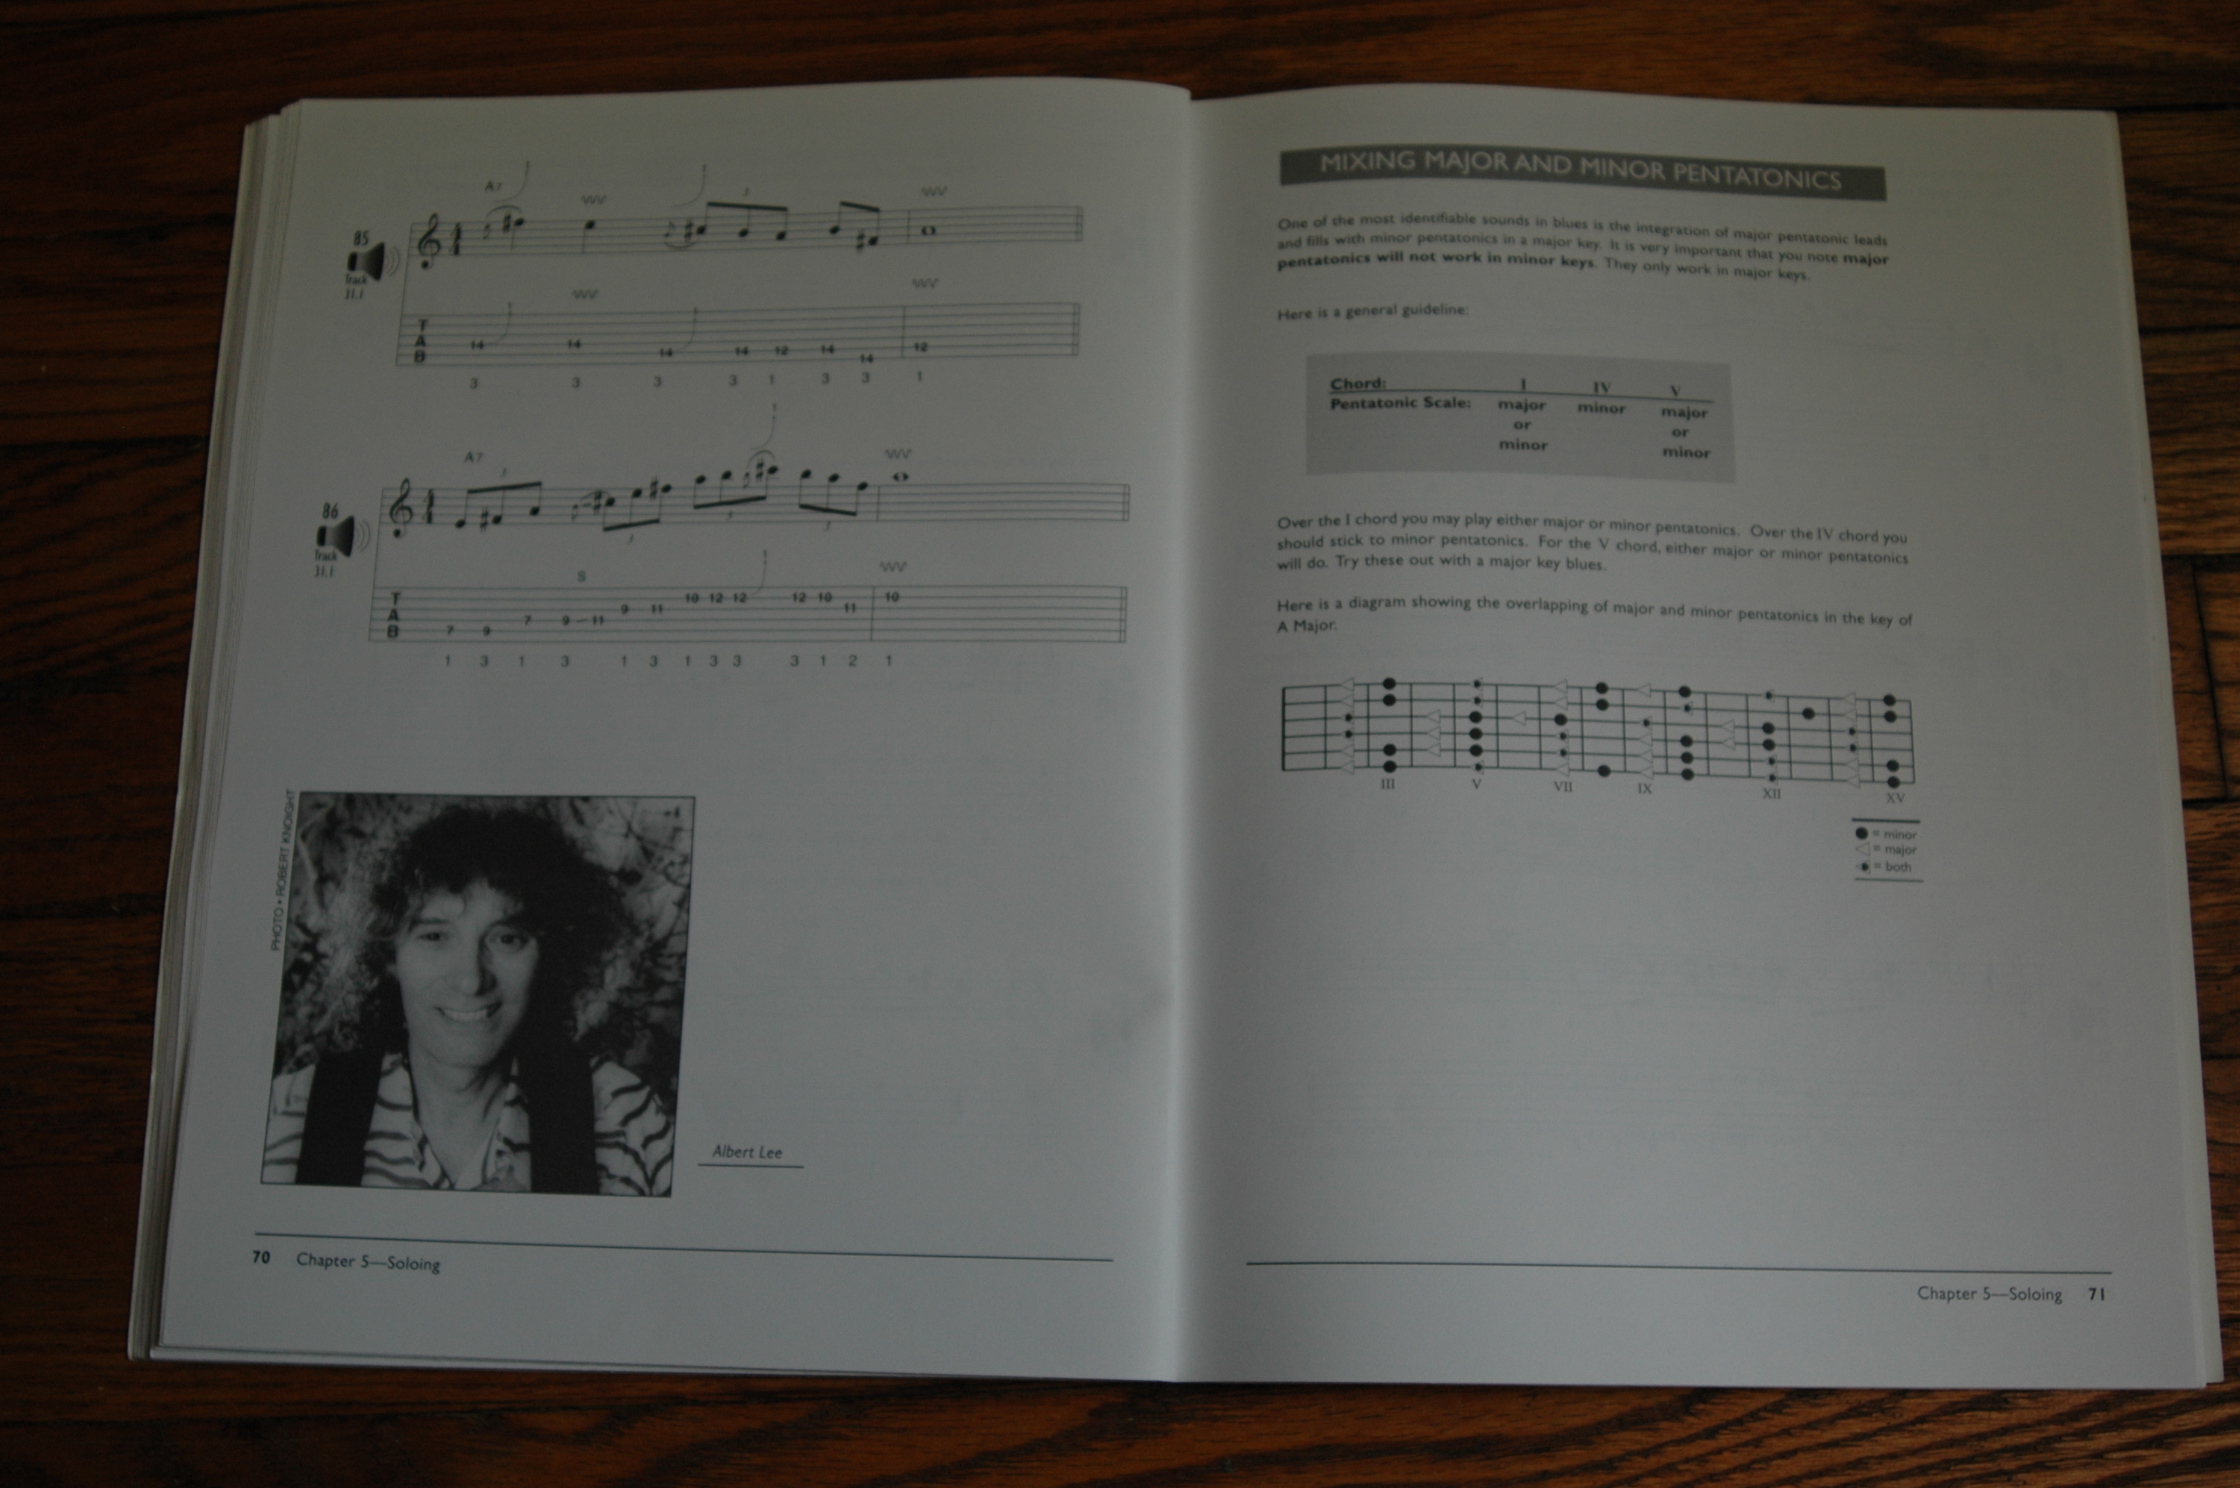 A7
85
Track
31.1
4
4
3
T
A
B
14 14 14 14 12 14 14 12
3 3 3 3 1 3 3 1
A7
86
Track
31.1
4
4
3 3 3 3
S
T
A
B
7 9 7 9 11 9 11 10 12 12 12 10 11 10
1 3 1 3 1 3 1 3 3 3 1 2 1
PHOTO • ROBERT KNGIGHT
Albert Lee
70 Chapter 5—Soloing
MIXING MAJOR AND MINOR PENTATONICS
One of the most identifiable sounds in blues is the integration of major pentatonic leads
and fills with minor pentatonics in a major key. It is very important that you note major
pentatonics will not work in minor keys. They only work in major keys.
Here is a general guideline:
Chord: I IV V
Pentatonic Scale: major minor major
or or
minor minor
Over the I chord you may play either major or minor pentatonics. Over the IV chord you
should stick to minor pentatonics. For the V chord, either major or minor pentatonics
will do. Try these out with a major key blues.
Here is a diagram showing the overlapping of major and minor pentatonics in the key of
A Major.
III V VII IX XII XV
= minor
= major
= both
Chapter 5—Soloing 71